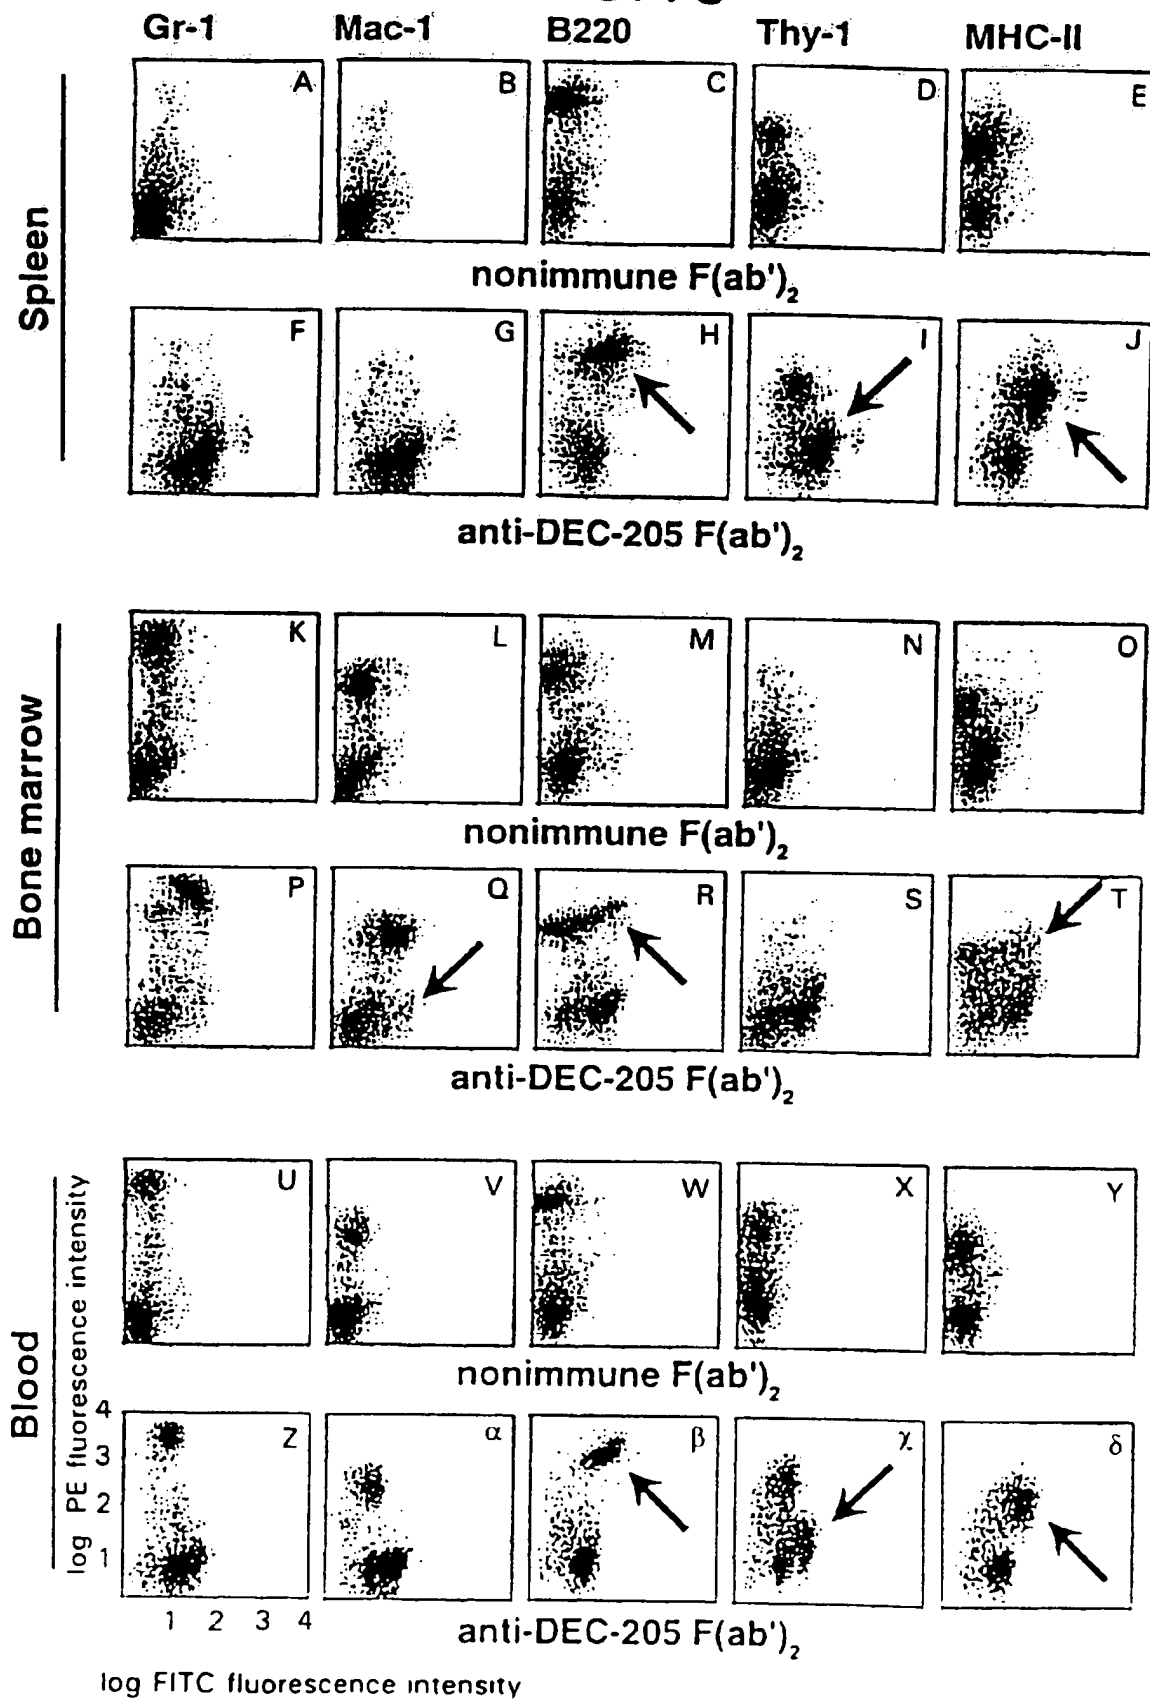 Gr-1 Mac-1 B220 Thy-1 MHC-II
Spleen
A B C D E
nonimmune F(ab')₂
F G H I J
anti-DEC-205 F(ab')₂
Bone marrow
K L M N O
nonimmune F(ab')₂
P Q R S T
anti-DEC-205 F(ab')₂
Blood
U V W X Y
nonimmune F(ab')₂
log PE fluorescence intensity
4
3
2
1
Z α β χ δ
1 2 3 4
anti-DEC-205 F(ab')₂
log FITC fluorescence intensity